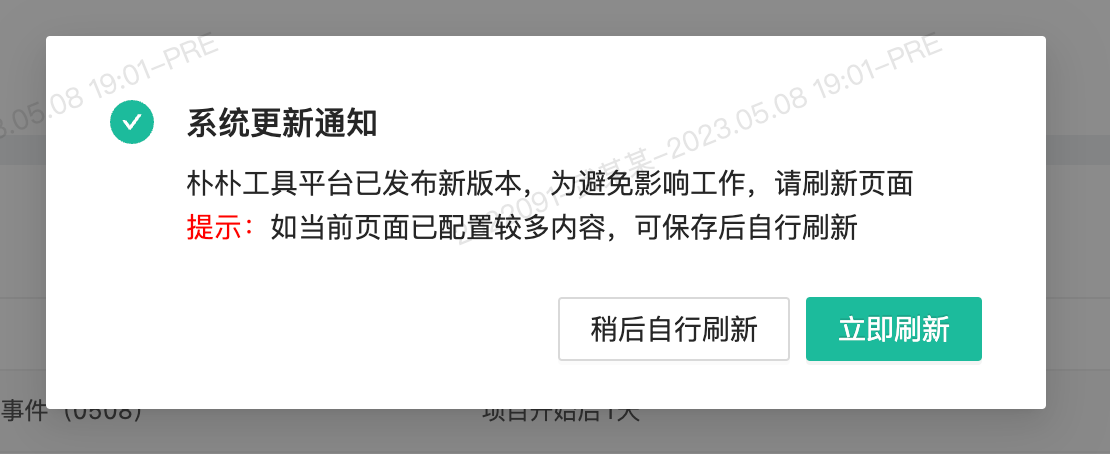 系统更新通知
朴朴工具平台已发布新版本，为避免影响工作，请刷新页面
提示：如当前页面已配置较多内容，可保存后自行刷新
稍后自行刷新
立即刷新
事件（0508）
项目开始后1天
.05.08 19:01-PRE
某某-2023.05.08 19:01-PRE